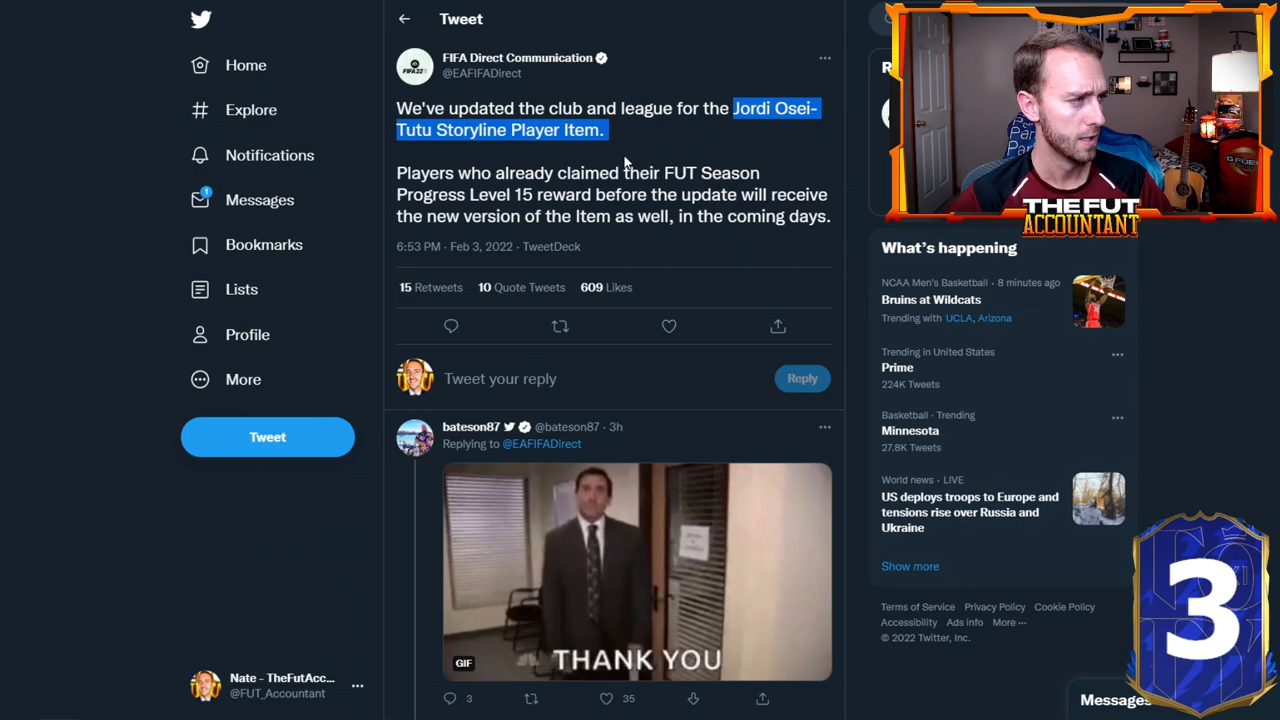 Tweet
FIFA Direct Communication
@EAFIFADirect
We've updated the club and league for the Jordi Osei-
Tutu Storyline Player Item.
Players who already claimed their FUT Season
Progress Level 15 reward before the update will receive
the new version of the Item as well, in the coming days.
6:53 PM · Feb 3, 2022 · TweetDeck
15 Retweets 10 Quote Tweets 609 Likes
Tweet your reply
Reply
bateson87 @bateson87 · 3h
Replying to @EAFIFADirect
THANK YOU
GIF
3
35
Home
Explore
Notifications
1
Messages
Bookmarks
Lists
Profile
More
Tweet
Nate - TheFutAcc...
@FUT_Accountant
THE FUT
ACCOUNTANT
G FUEL
What's happening
NCAA Men's Basketball · 8 minutes ago
Bruins at Wildcats
Trending with UCLA, Arizona
Trending in United States
Prime
224K Tweets
Basketball · Trending
Minnesota
27.8K Tweets
World news · LIVE
US deploys troops to Europe and
tensions rise over Russia and
Ukraine
Show more
Terms of Service Privacy Policy Cookie Policy
Accessibility Ads info More ···
© 2022 Twitter, Inc.
Messages
3